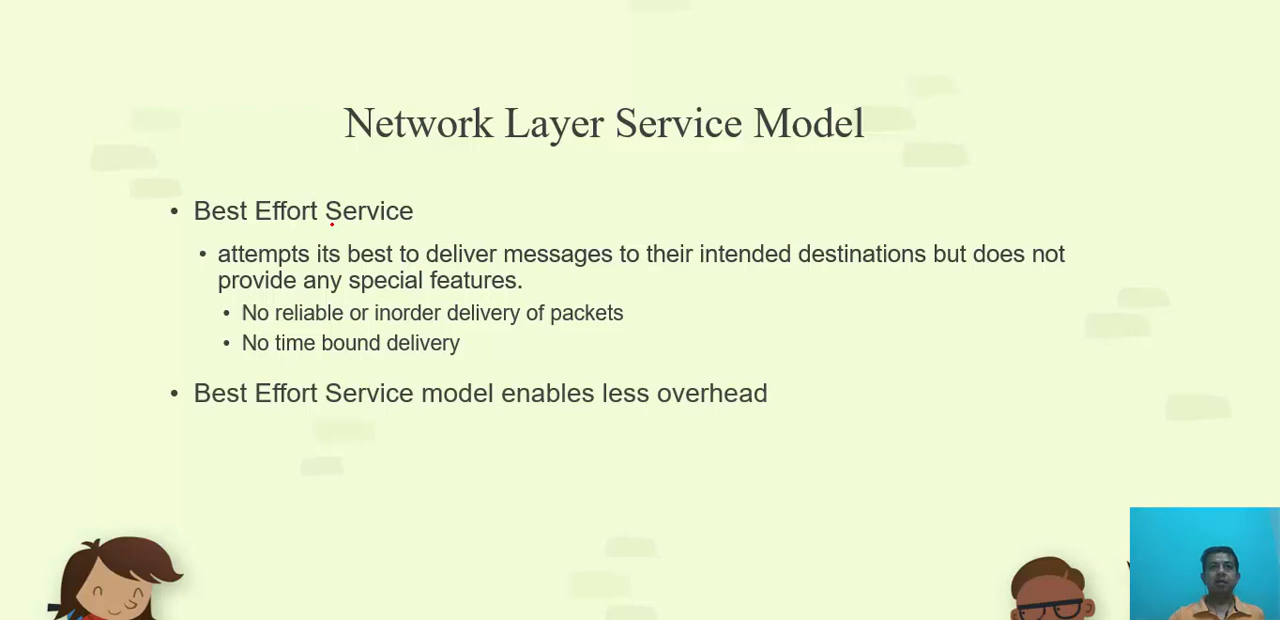 Network Layer Service Model
• Best Effort Service
• attempts its best to deliver messages to their intended destinations but does not
provide any special features.
• No reliable or inorder delivery of packets
• No time bound delivery
• Best Effort Service model enables less overhead